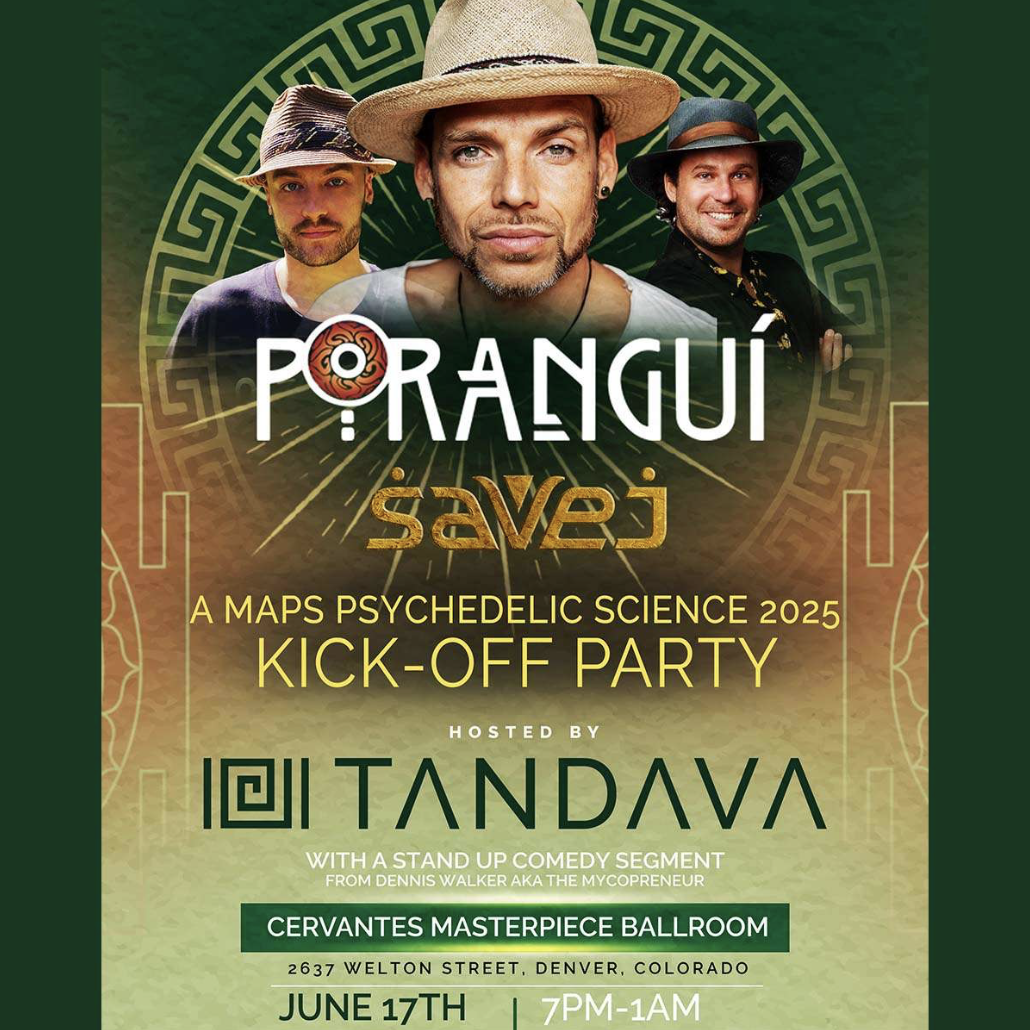 PORANGUÍ
savej
A MAPS PSYCHEDELIC SCIENCE 2025
KICK-OFF PARTY
HOSTED BY
TANDAVA
WITH A STAND UP COMEDY SEGMENT
FROM DENNIS WALKER AKA THE MYCOPRENEUR
CERVANTES MASTERPIECE BALLROOM
2637 WELTON STREET, DENVER, COLORADO
JUNE 17TH | 7PM-1AM